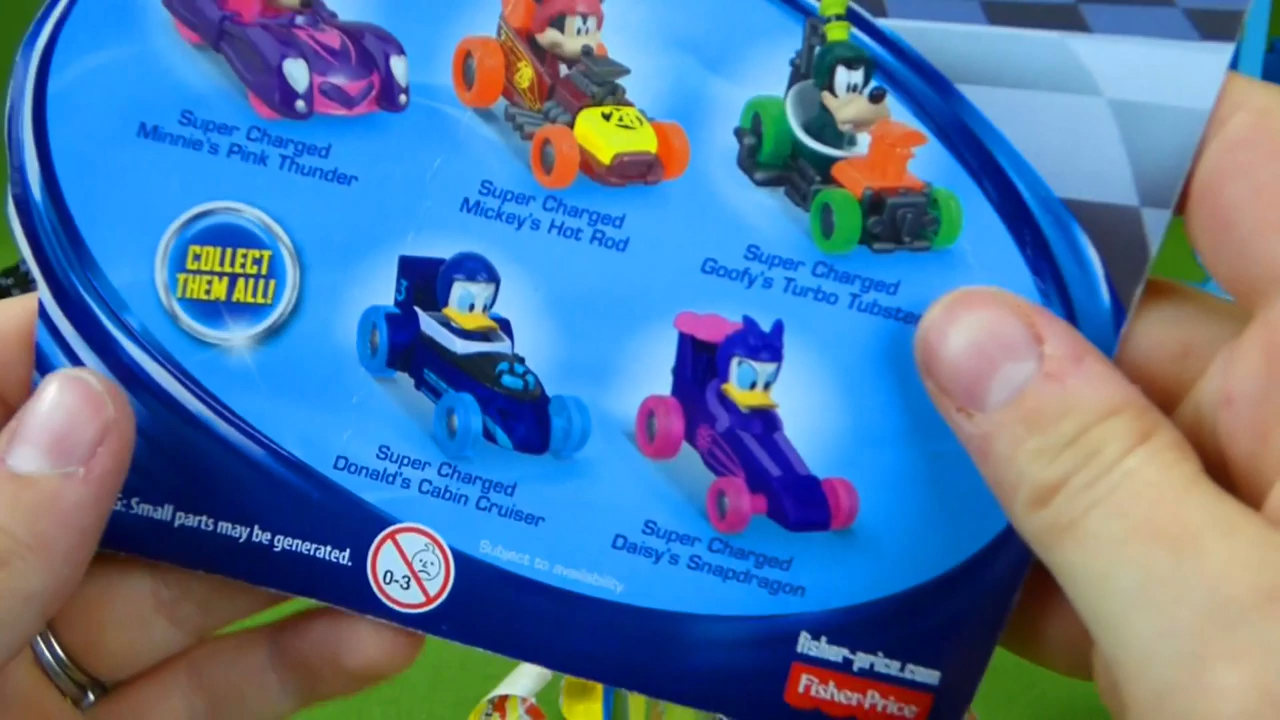 Super Charged
Minnie's Pink Thunder
Super Charged
Mickey's Hot Rod
28
Super Charged
Goofy's Turbo
COLLECT
THEM ALL!
3
Super Charged
Donald's Cabin Cruiser
Super Charged
Daisy's Snapdragon
: Small parts may be generated.
0-3
Subject to availability
fisher-price.com
Fisher-Price